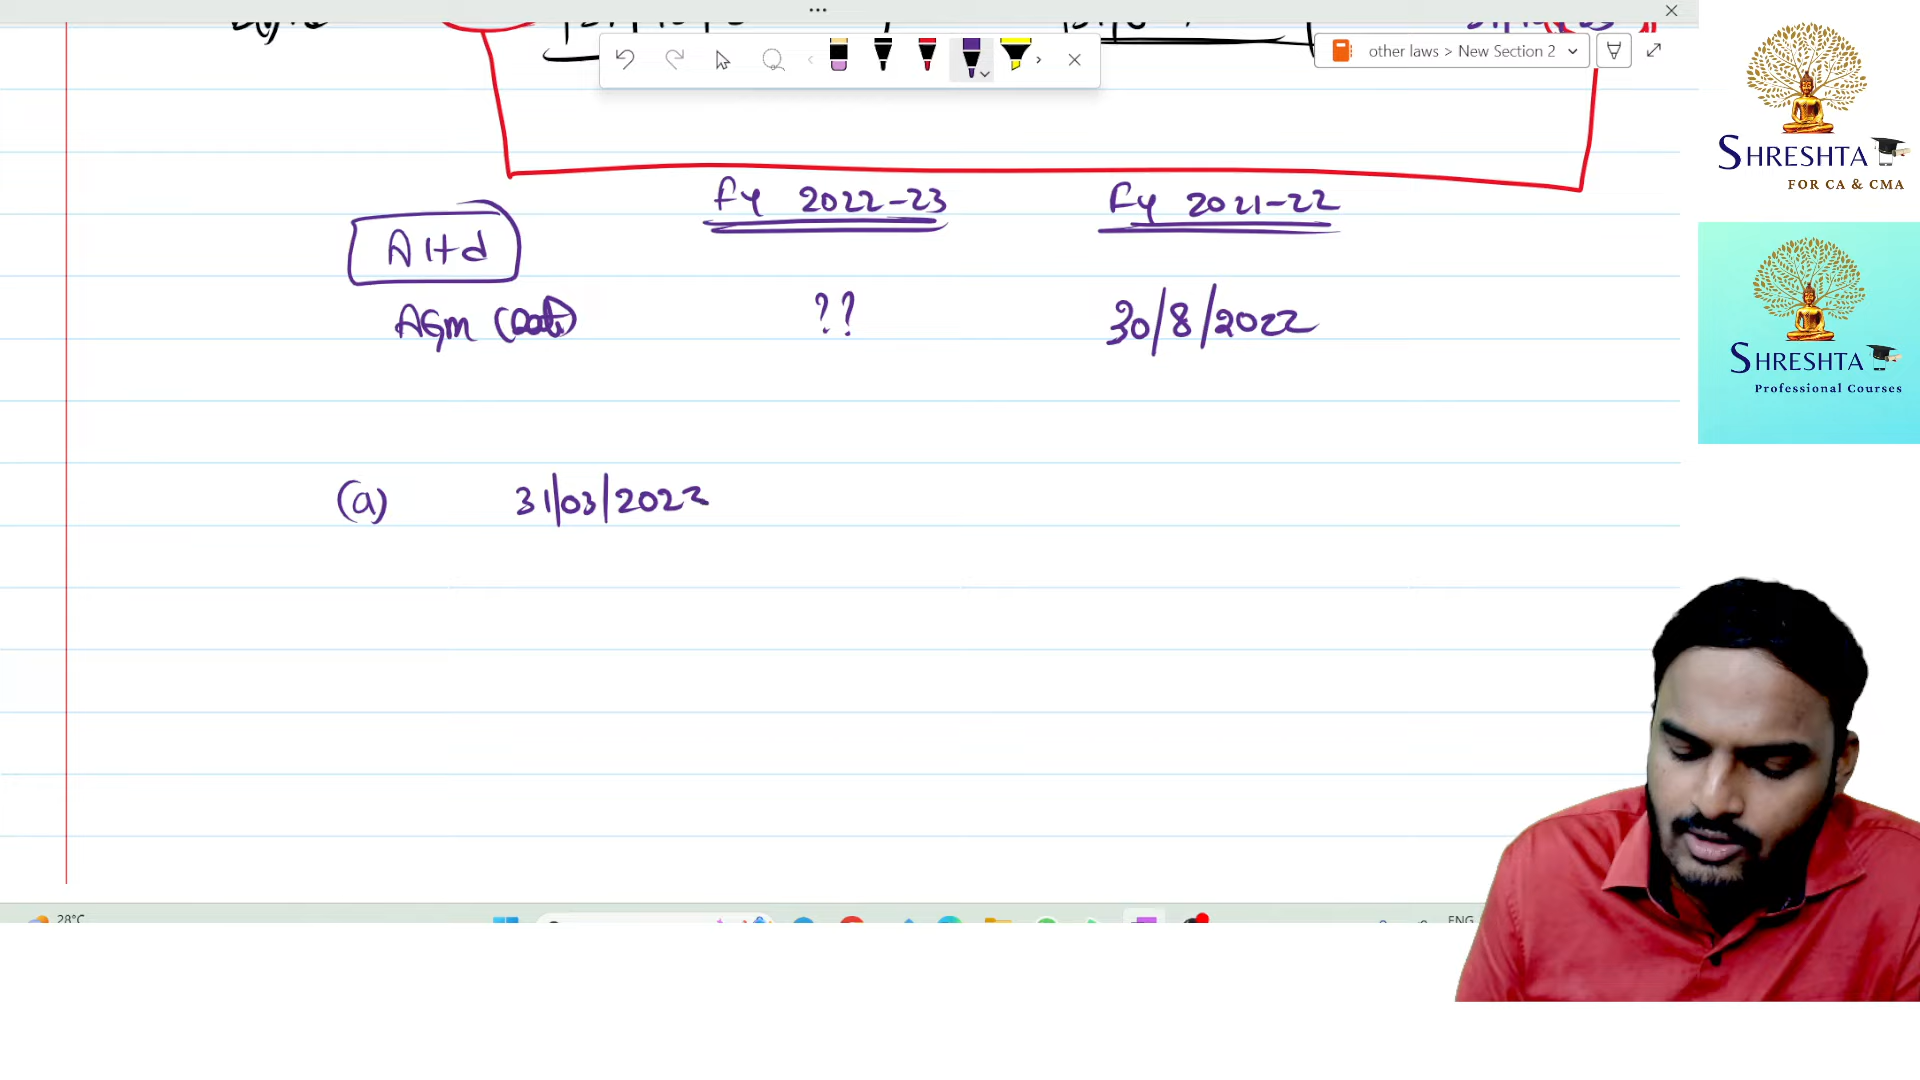 other laws > New Section 2
SHRESHTA
FOR CA & CMA
Fy 2022-23
Fy 2021-22
A ltd
AGM (Date)
??
30/8/2022
SHRESHTA
Professional Courses
(a) 31/03/2022
28°C
ENG